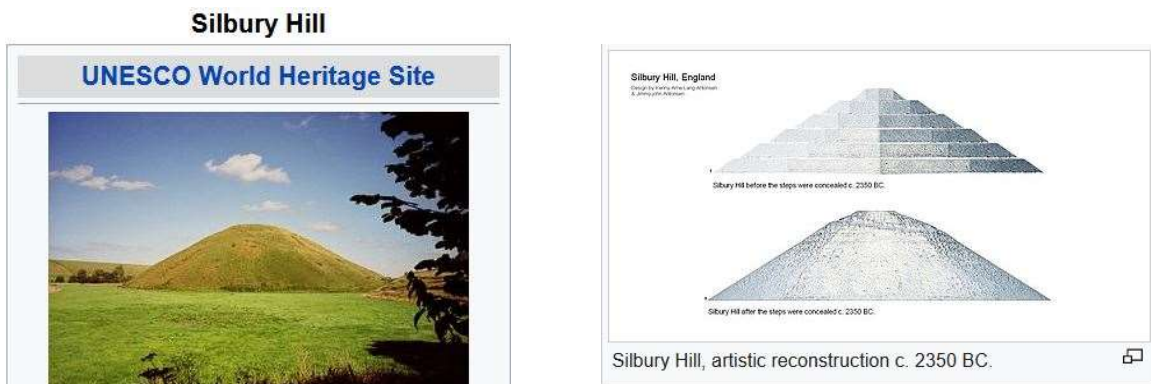 Silbury Hill
UNESCO World Heritage Site
Silbury Hill, England
Silbury Hill before the steps were concealed c. 2350 BC.
Silbury Hill after the steps were concealed c. 2350 BC.
Silbury Hill, artistic reconstruction c. 2350 BC.